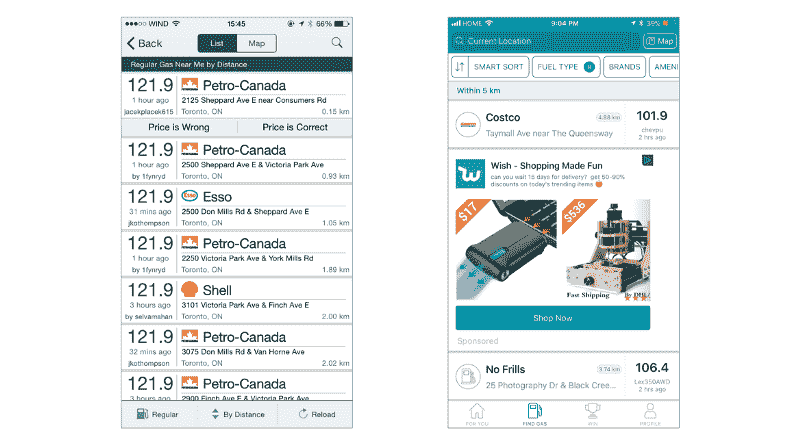 WIND 15:45 66%
Back List Map
Regular Gas Near Me by Distance
121.9 Petro-Canada
1 hour ago 2125 Sheppard Ave E near Consumers Rd
jacekplacek615 Toronto, ON 0.15 km
Price is Wrong Price is Correct
121.9 Petro-Canada
1 hour ago 2500 Sheppard Ave E & Victoria Park Ave
by 1fynryd Toronto, ON 0.93 km
121.9 Esso
31 mins ago 2500 Don Mills Rd & Sheppard Ave E
jkothompson Toronto, ON 1.05 km
121.9 Petro-Canada
1 hour ago 2250 Victoria Park Ave & York Mills Rd
by 1fynryd Toronto, ON 1.89 km
121.9 Shell
3 hours ago 3101 Victoria Park Ave & Finch Ave E
by selvamshan Toronto, ON 2.00 km
121.9 Petro-Canada
32 mins ago 3075 Don Mills Rd & Van Horne Ave
jkothompson Toronto, ON 2.02 km
121.9 Petro-Canada
3 hours ago 2900 Finch Ave E & Victoria Park Ave
Regular By Distance Reload
HOME 9:04 PM 39%
Current Location Map
SMART SORT FUEL TYPE R BRANDS AMENI
Within 5 km
Costco 4.88 km 101.9
Taymall Ave near The Queensway chevpu
2 hrs ago
Wish - Shopping Made Fun
can you wait 15 days for delivery? get 50-90%
discounts on today's trending items
$17 $536
Fast Shipping By DHL
Shop Now
Sponsored
No Frills 3.74 km 106.4
25 Photography Dr & Black Cree... Lec350AWD
2 hrs ago
FOR YOU FIND GAS WIN PROFILE